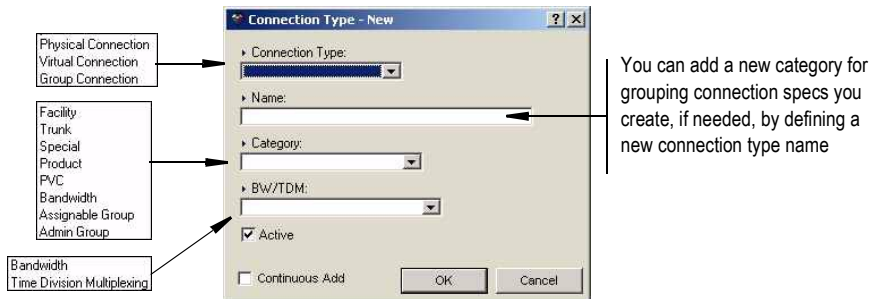 Connection Type - New
Physical Connection
Virtual Connection
Group Connection
Connection Type:
Name:
You can add a new category for
grouping connection specs you
create, if needed, by defining a
new connection type name
Facility
Trunk
Special
Product
PVC
Bandwidth
Assignable Group
Admin Group
Category:
BW/TDM:
Active
Bandwidth
Time Division Multiplexing
Continuous Add
OK
Cancel